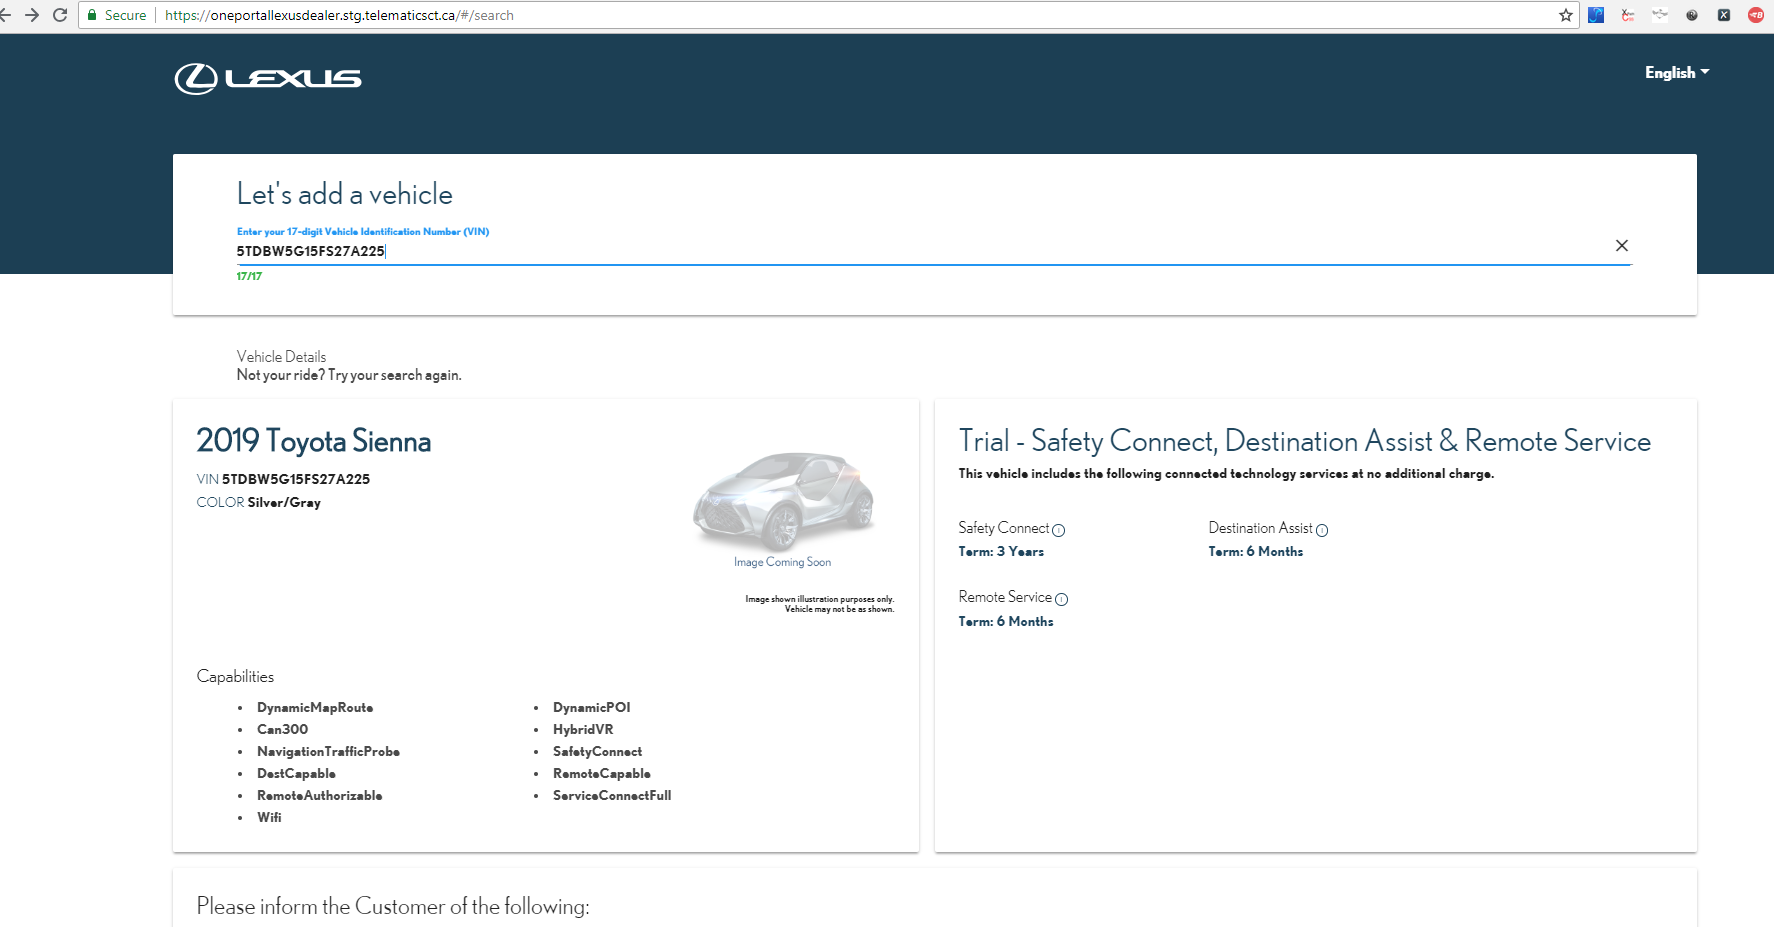 Secure https://oneportallexusdealer.stg.telematicsct.ca/#/search
LEXUS
English
Let's add a vehicle
Enter your 17-digit Vehicle Identification Number (VIN)
5TDBW5G15FS27A225
17/17
Vehicle Details
Not your ride? Try your search again.
2019 Toyota Sienna
VIN 5TDBW5G15FS27A225
COLOR Silver/Gray
Image Coming Soon
Image shown illustration purposes only.
Vehicle may not be as shown.
Capabilities
• DynamicMapRoute
• Can300
• NavigationTrafficProbe
• DestCapable
• RemoteAuthorizable
• Wifi
• DynamicPOI
• HybridVR
• SafetyConnect
• RemoteCapable
• ServiceConnectFull
Trial - Safety Connect, Destination Assist & Remote Service
This vehicle includes the following connected technology services at no additional charge.
Safety Connect
Term: 3 Years
Destination Assist
Term: 6 Months
Remote Service
Term: 6 Months
Please inform the Customer of the following: